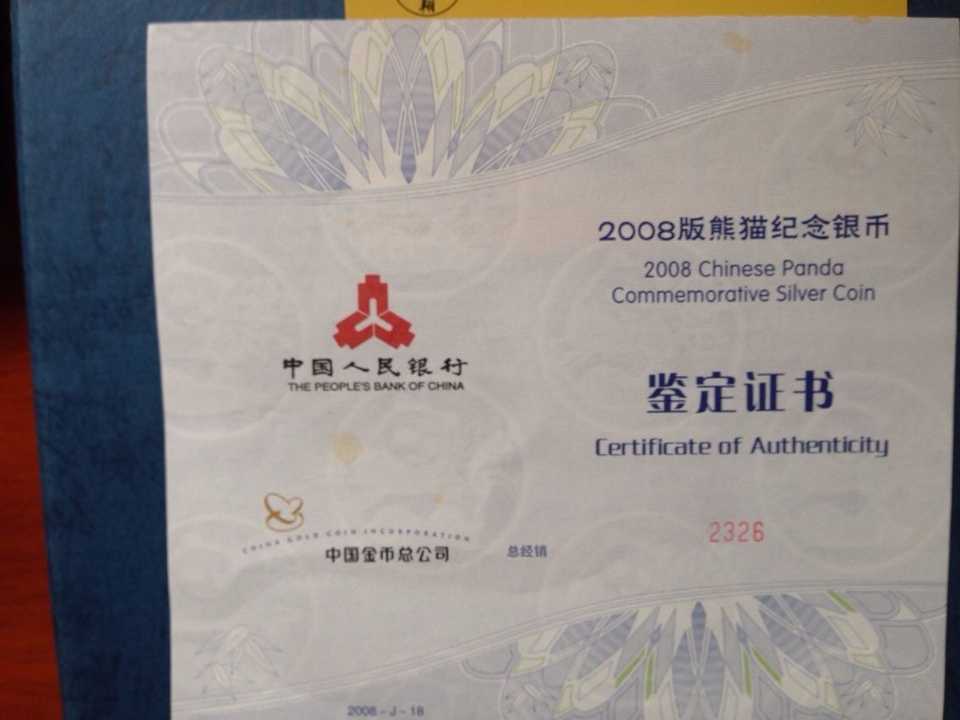 翔
2008版熊猫纪念银币
2008 Chinese Panda
Commemorative Silver Coin
中国人民银行
THE PEOPLE'S BANK OF CHINA
鉴定证书
Certificate of Authenticity
CHINA GOLD COIN INCORPORATION
中国金币总公司
总经销
2326
2008-J-18